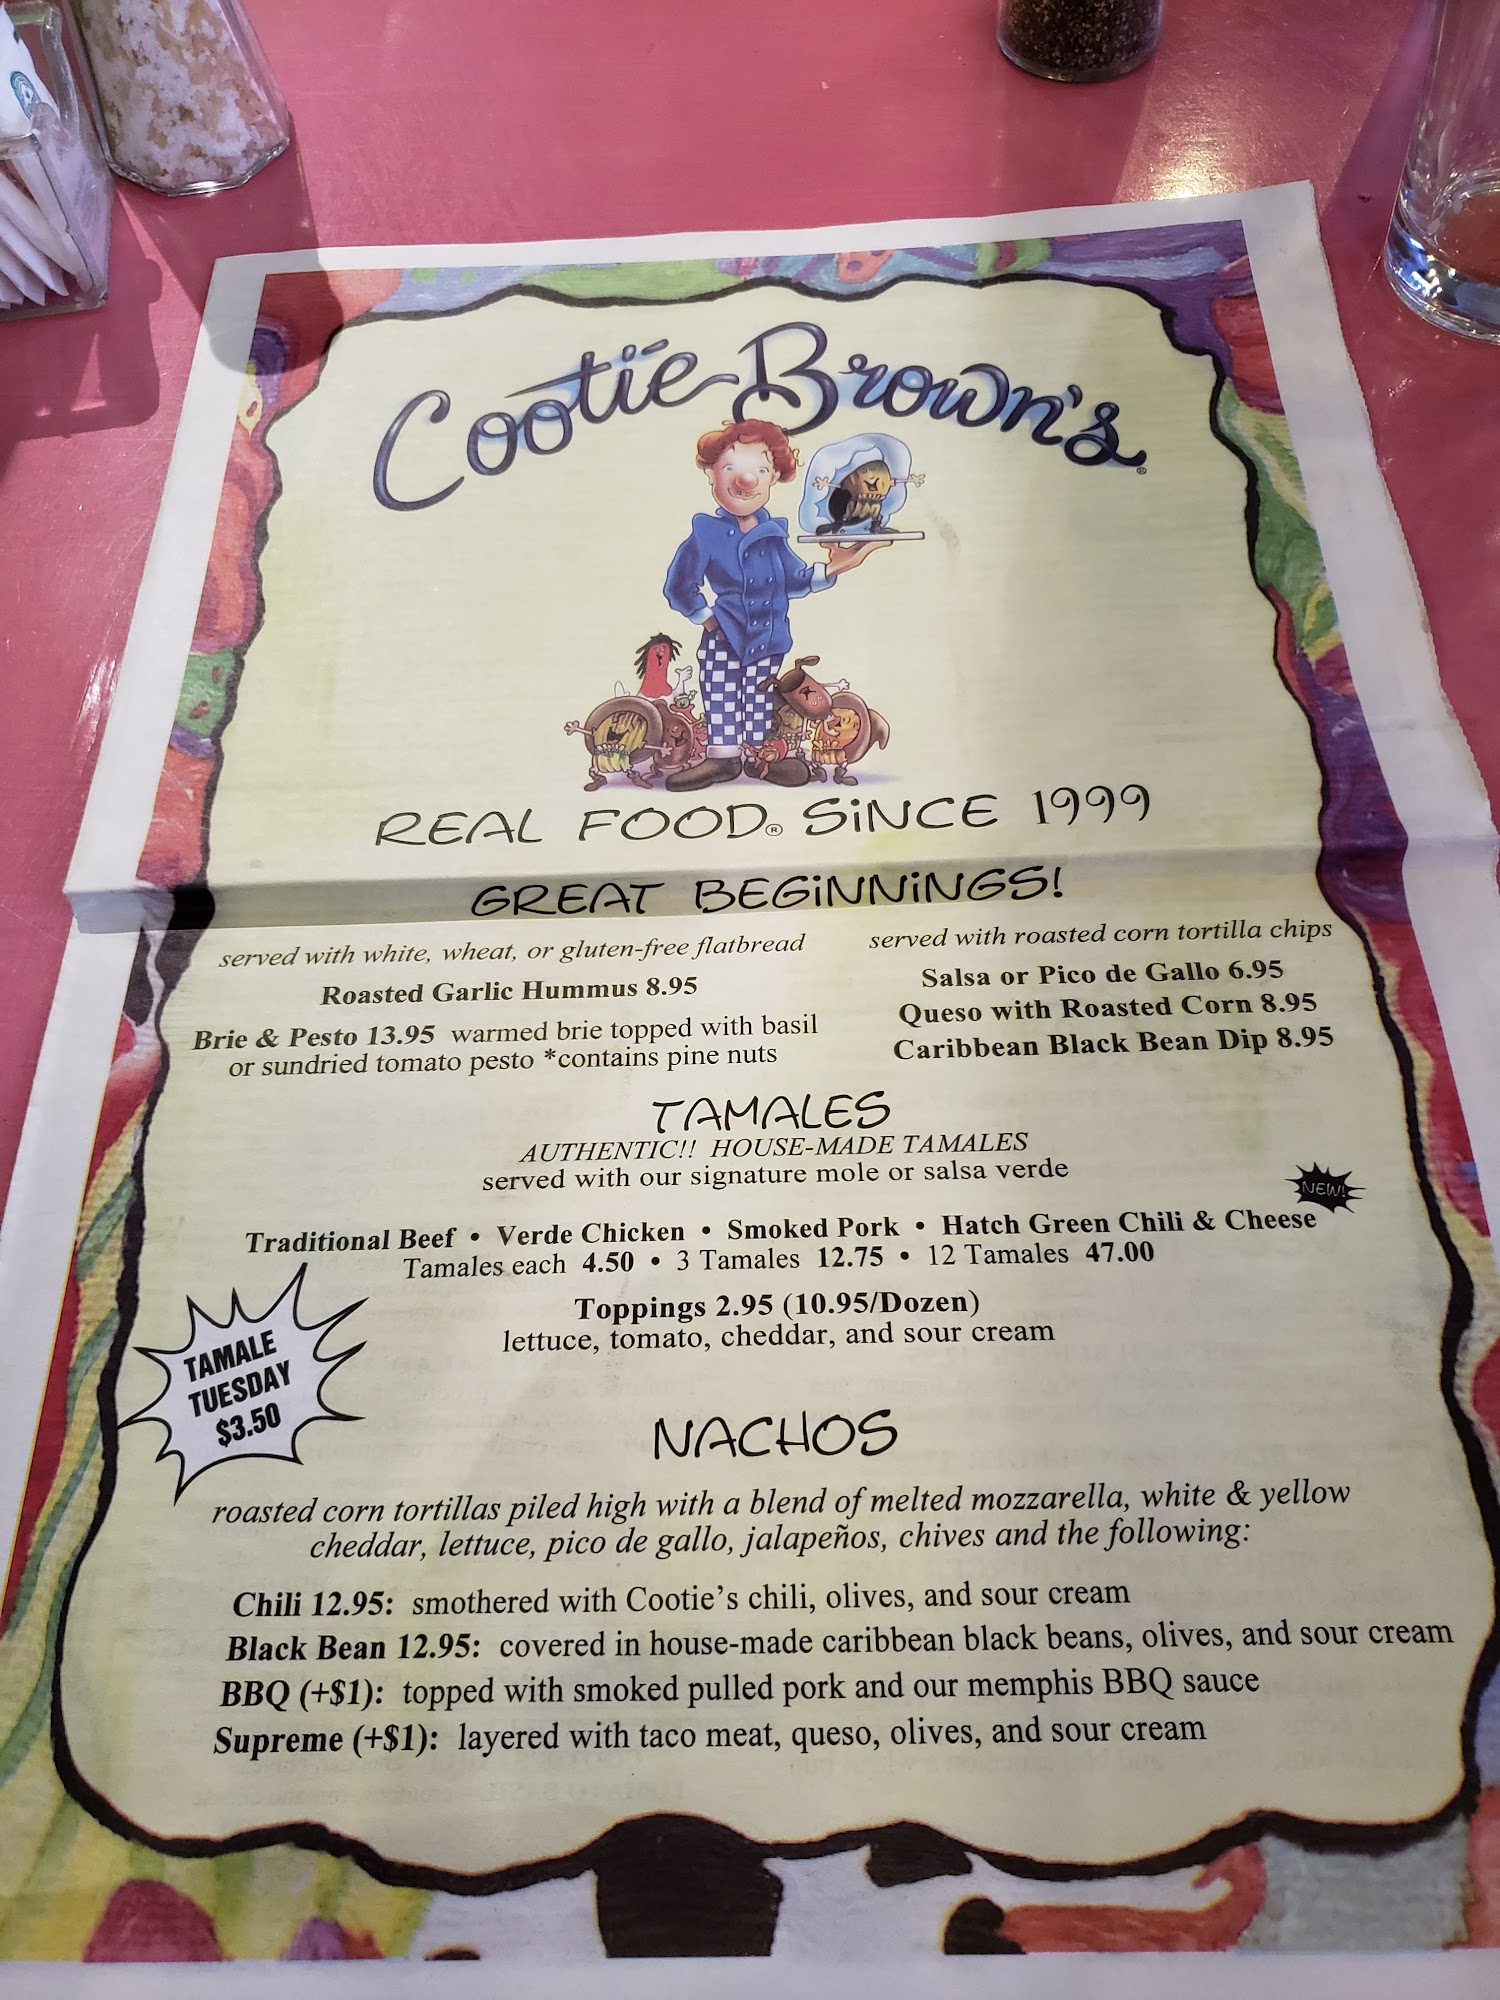 Cootie Brown's®
REAL FOOD® SINCE 1999
GREAT BEGINNINGS!
served with white, wheat, or gluten-free flatbread
Roasted Garlic Hummus 8.95
Brie & Pesto 13.95 warmed brie topped with basil
or sundried tomato pesto *contains pine nuts
served with roasted corn tortilla chips
Salsa or Pico de Gallo 6.95
Queso with Roasted Corn 8.95
Caribbean Black Bean Dip 8.95
TAMALES
AUTHENTIC!! HOUSE-MADE TAMALES
served with our signature mole or salsa verde
NEW!
Traditional Beef • Verde Chicken • Smoked Pork • Hatch Green Chili & Cheese
Tamales each 4.50 • 3 Tamales 12.75 • 12 Tamales 47.00
Toppings 2.95 (10.95/Dozen)
lettuce, tomato, cheddar, and sour cream
TAMALE
TUESDAY
$3.50
NACHOS
roasted corn tortillas piled high with a blend of melted mozzarella, white & yellow
cheddar, lettuce, pico de gallo, jalapeños, chives and the following:
Chili 12.95: smothered with Cootie's chili, olives, and sour cream
Black Bean 12.95: covered in house-made caribbean black beans, olives, and sour cream
BBQ (+$1): topped with smoked pulled pork and our memphis BBQ sauce
Supreme (+$1): layered with taco meat, queso, olives, and sour cream